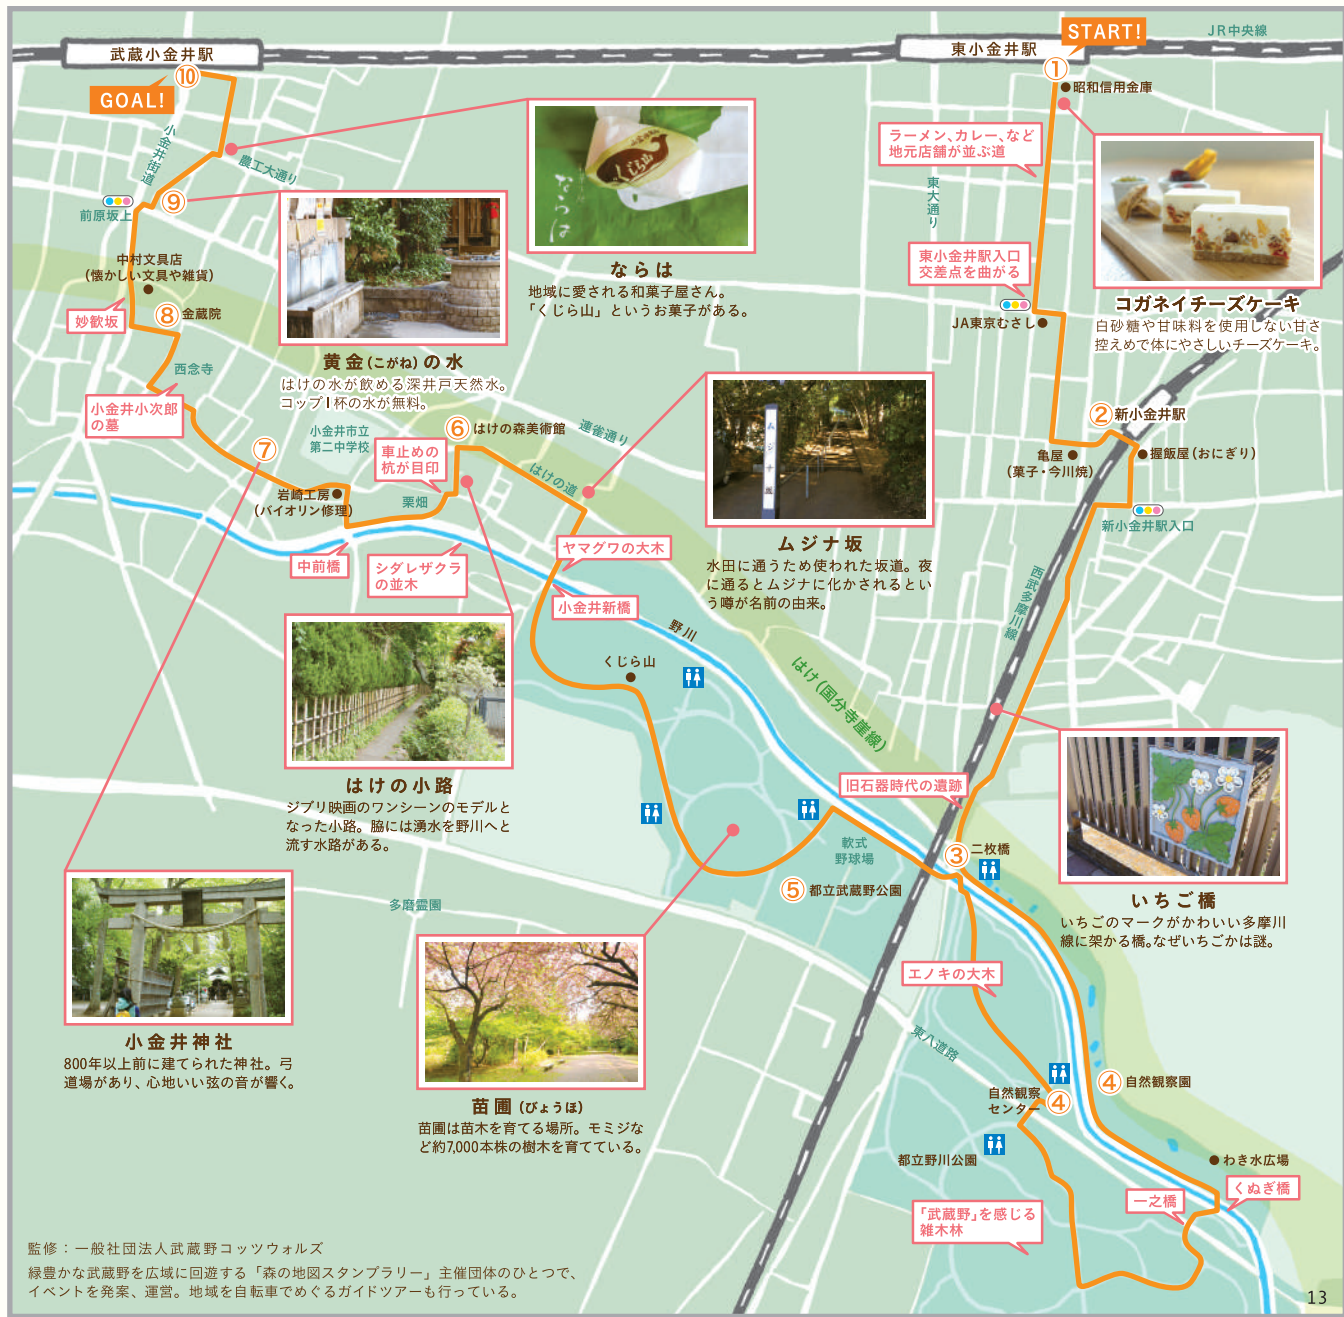 武蔵小金井駅
⑩
GOAL!
東小金井駅
START!
JR中央線
①
昭和信用金庫
ラーメン、カレー、など
地元店舗が並ぶ道
東大通り
東小金井駅入口
交差点を曲がる
JA東京むさし
コガネイチーズケーキ
白砂糖や甘味料を使用しない甘さ
控えめで体にやさしいチーズケーキ。
小金井街道
農工大通り
⑨
前原坂上
くじら山
ならは
ならは
地域に愛される和菓子屋さん。
「くじら山」というお菓子がある。
中村文具店
(懐かしい文具や雑貨)
妙歓坂
⑧
金蔵院
西念寺
小金井小次郎
の墓
黄金(こがね)の水
はけの水が飲める深井戸天然水。
コップ1杯の水が無料。
②
新小金井駅
亀屋
(菓子・今川焼)
握飯屋(おにぎり)
新小金井駅入口
小金井市立
第二中学校
⑦
車止めの
杭が目印
⑥
はけの森美術館
連雀通り
はけの道
栗畑
岩崎工房
(バイオリン修理)
中前橋
シダレザクラ
の並木
ヤマグワの大木
小金井新橋
ムジナ坂
ムジナ坂
水田に通うため使われた坂道。夜
に通るとムジナに化かされるとい
う噂が名前の由来。
西武多摩川線
野川
くじら山
はけ(国分寺崖線)
はけの小路
ジブリ映画のワンシーンのモデルと
なった小路。脇には湧水を野川へと
流す水路がある。
旧石器時代の遺跡
③
二枚橋
軟式
野球場
⑤
都立武蔵野公園
いちご橋
いちごのマークがかわいい多摩川
線に架かる橋。なぜいちごかは謎。
多磨霊園
小金井神社
800年以上前に建てられた神社。弓
道場があり、心地いい弦の音が響く。
苗圃(びょうほ)
苗圃は苗木を育てる場所。モミジな
ど約7,000本株の樹木を育てている。
エノキの大木
東八道路
自然観察
センター
④
④
自然観察園
都立野川公園
わき水広場
くぬぎ橋
一之橋
「武蔵野」を感じる
雑木林
監修：一般社団法人武蔵野コッツウォルズ
緑豊かな武蔵野を広域に回遊する「森の地図スタンプラリー」主催団体のひとつで、
イベントを発案、運営。地域を自転車でめぐるガイドツアーも行っている。
13